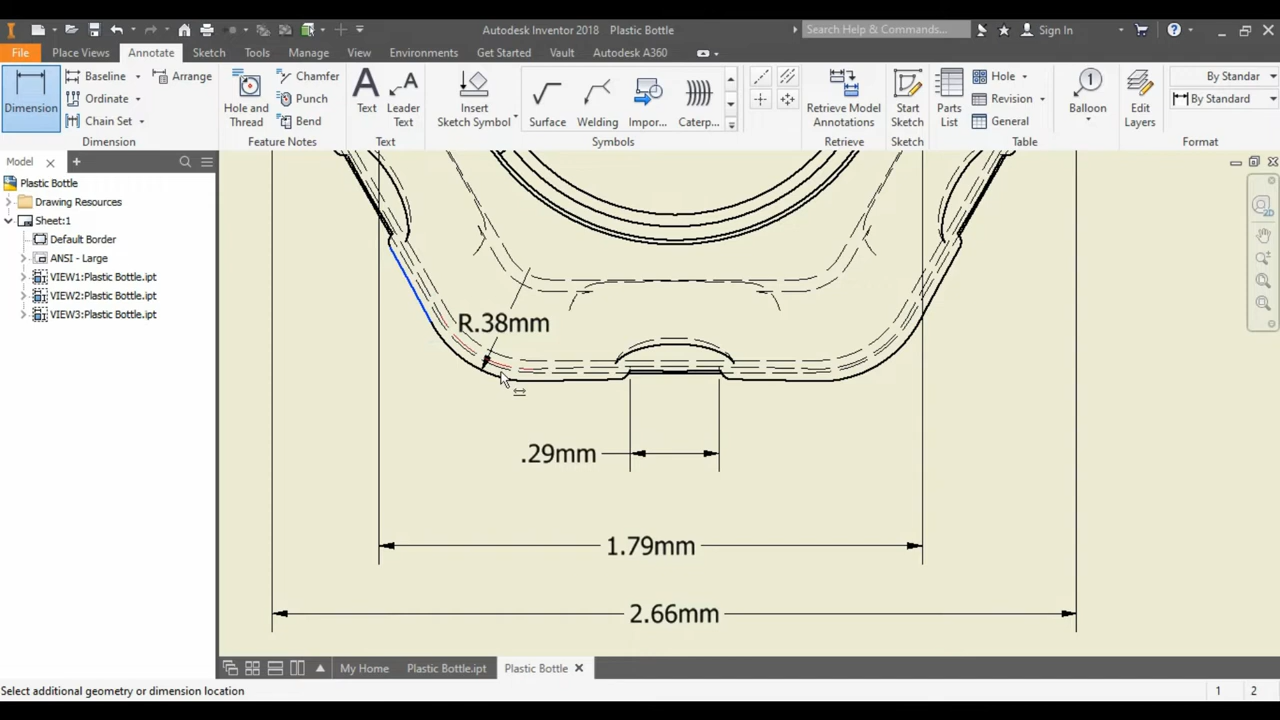 Autodesk Inventor 2018 Plastic Bottle
Search Help & Commands...
Sign In
File Place Views Annotate Sketch Tools Manage View Environments Get Started Vault Autodesk A360
Dimension
Baseline
Ordinate
Chain Set
Arrange
Dimension
Hole and
Thread
Chamfer
Punch
Bend
Feature Notes
Text
Leader
Text
Text
Insert
Sketch Symbol
Surface
Welding
Impor...
Caterp...
Symbols
Retrieve Model
Annotations
Retrieve
Start
Sketch
Sketch
Parts
List
Hole
Revision
General
Table
Balloon
1
Edit
Layers
By Standar
By Standard
Format
Model
Plastic Bottle
Drawing Resources
Sheet:1
Default Border
ANSI - Large
VIEW1:Plastic Bottle.ipt
VIEW2:Plastic Bottle.ipt
VIEW3:Plastic Bottle.ipt
2D
R.38mm
.29mm
1.79mm
2.66mm
My Home Plastic Bottle.ipt Plastic Bottle
Select additional geometry or dimension location
1 2